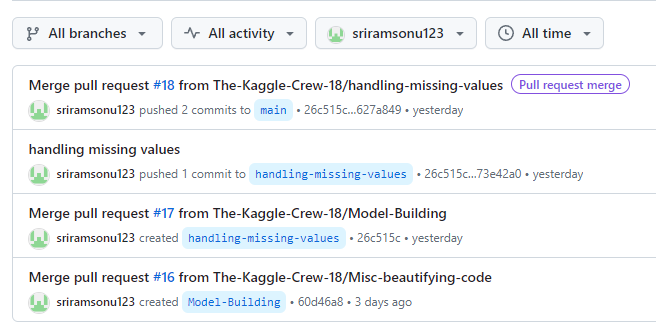 All branches All activity sriramsonu123 All time
Merge pull request #18 from The-Kaggle-Crew-18/handling-missing-values Pull request merge
sriramsonu123 pushed 2 commits to main • 26c515c...627a849 • yesterday
handling missing values
sriramsonu123 pushed 1 commit to handling-missing-values • 26c515c...73e42a0 • yesterday
Merge pull request #17 from The-Kaggle-Crew-18/Model-Building
sriramsonu123 created handling-missing-values • 26c515c • yesterday
Merge pull request #16 from The-Kaggle-Crew-18/Misc-beautifying-code
sriramsonu123 created Model-Building • 60d46a8 • 3 days ago